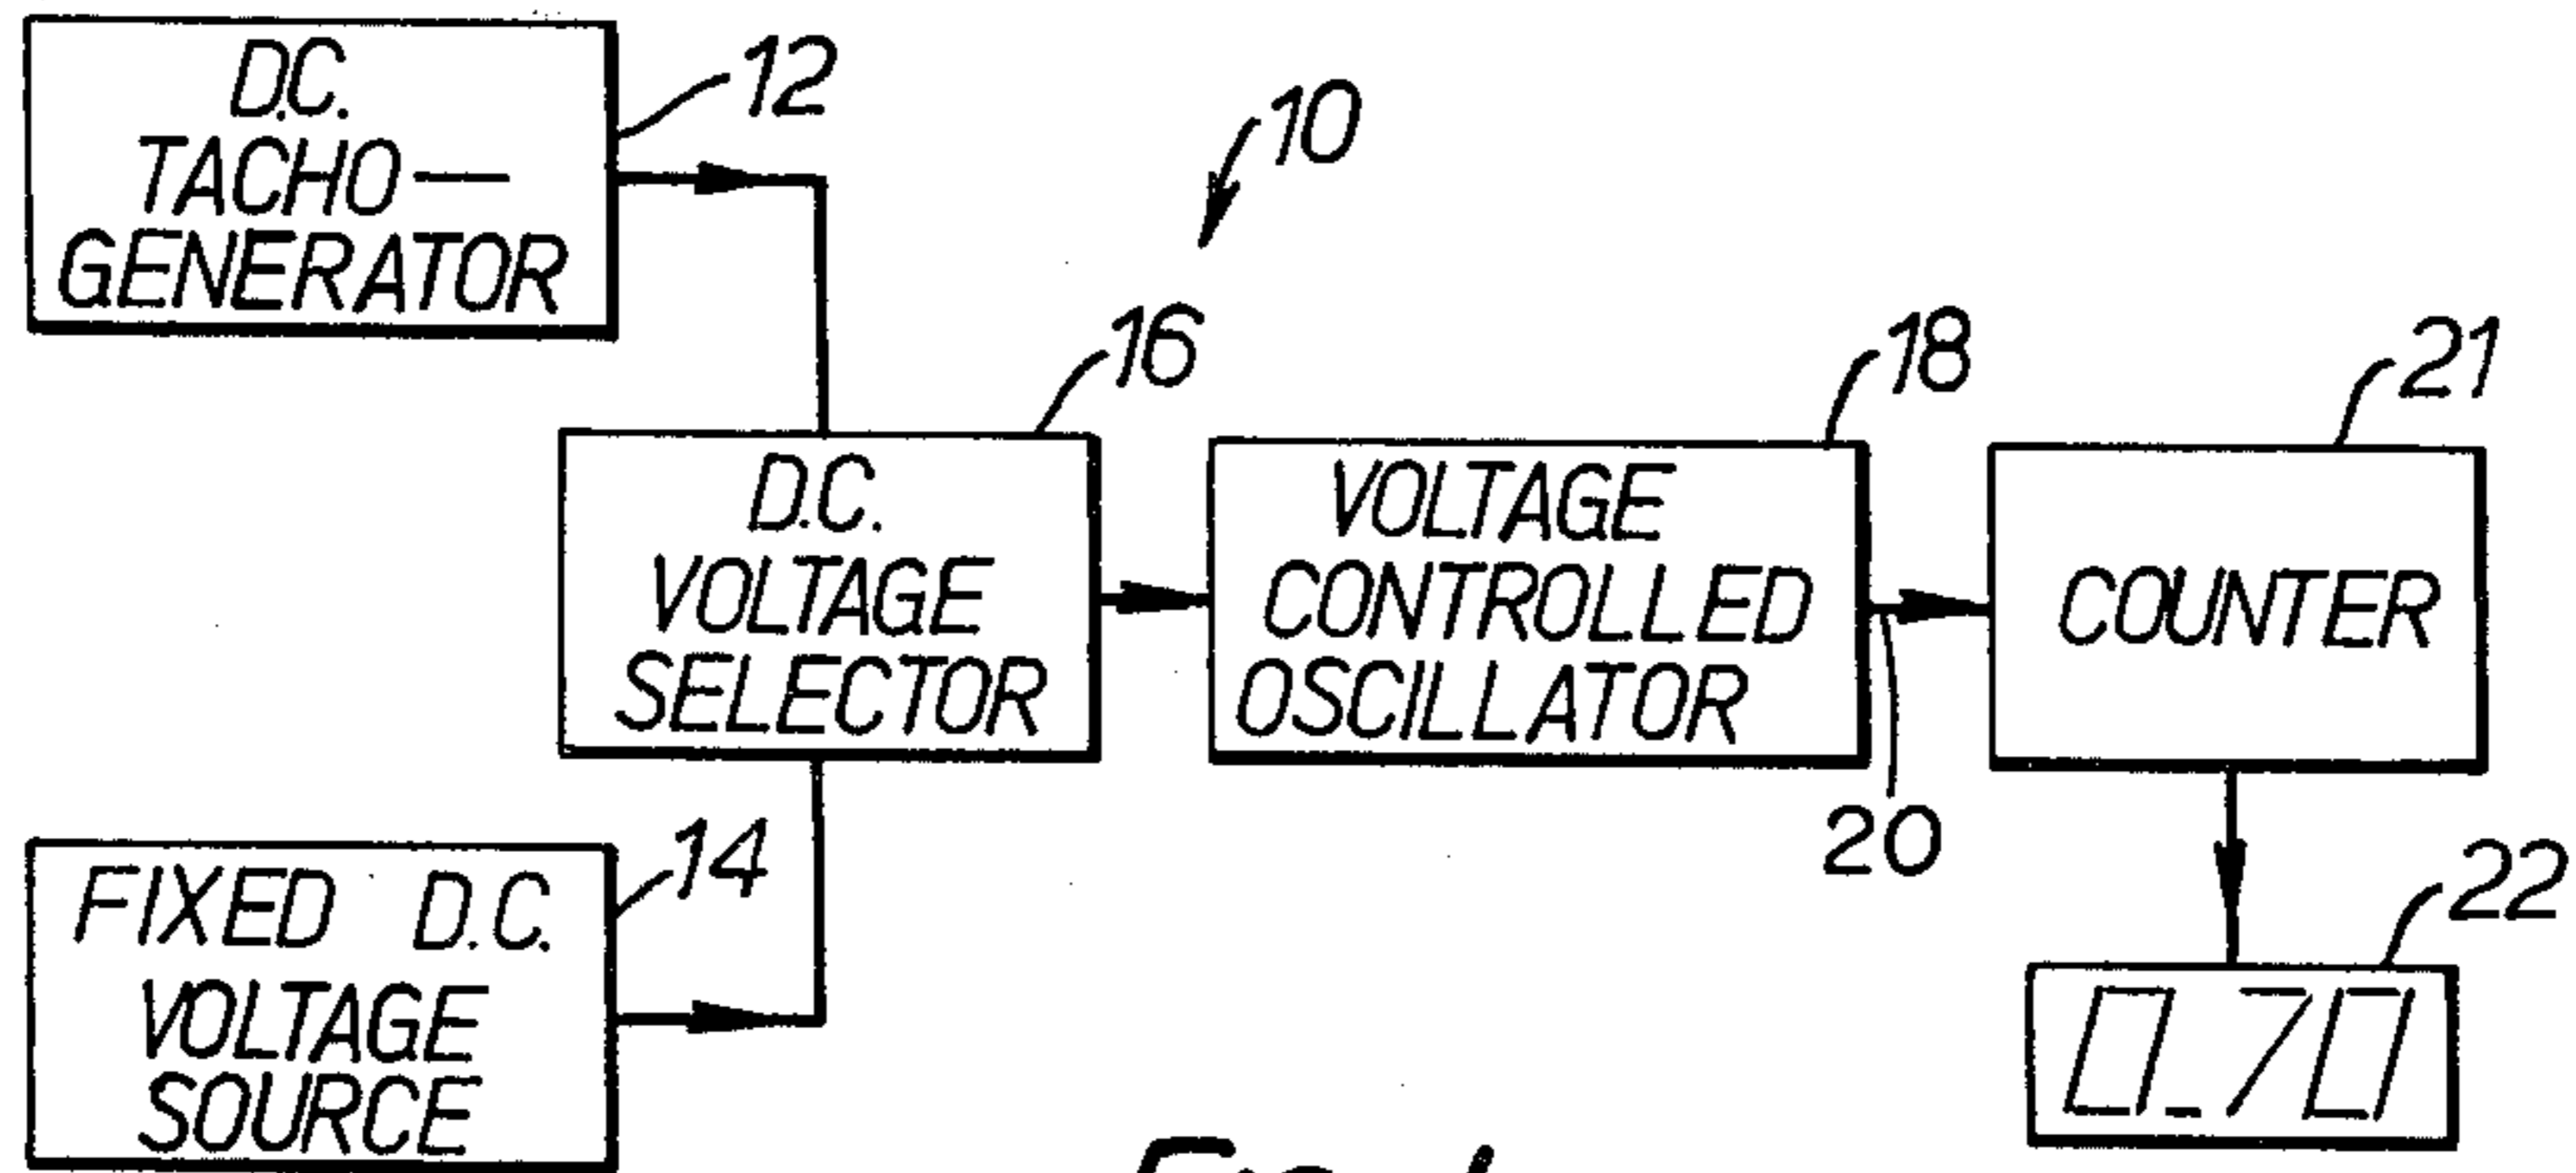 D.C.
TACHO—
GENERATOR
12
10
16
D.C.
VOLTAGE
SELECTOR
18
VOLTAGE
CONTROLLED
OSCILLATOR
20
21
COUNTER
14
FIXED D.C.
VOLTAGE
SOURCE
22
0.70